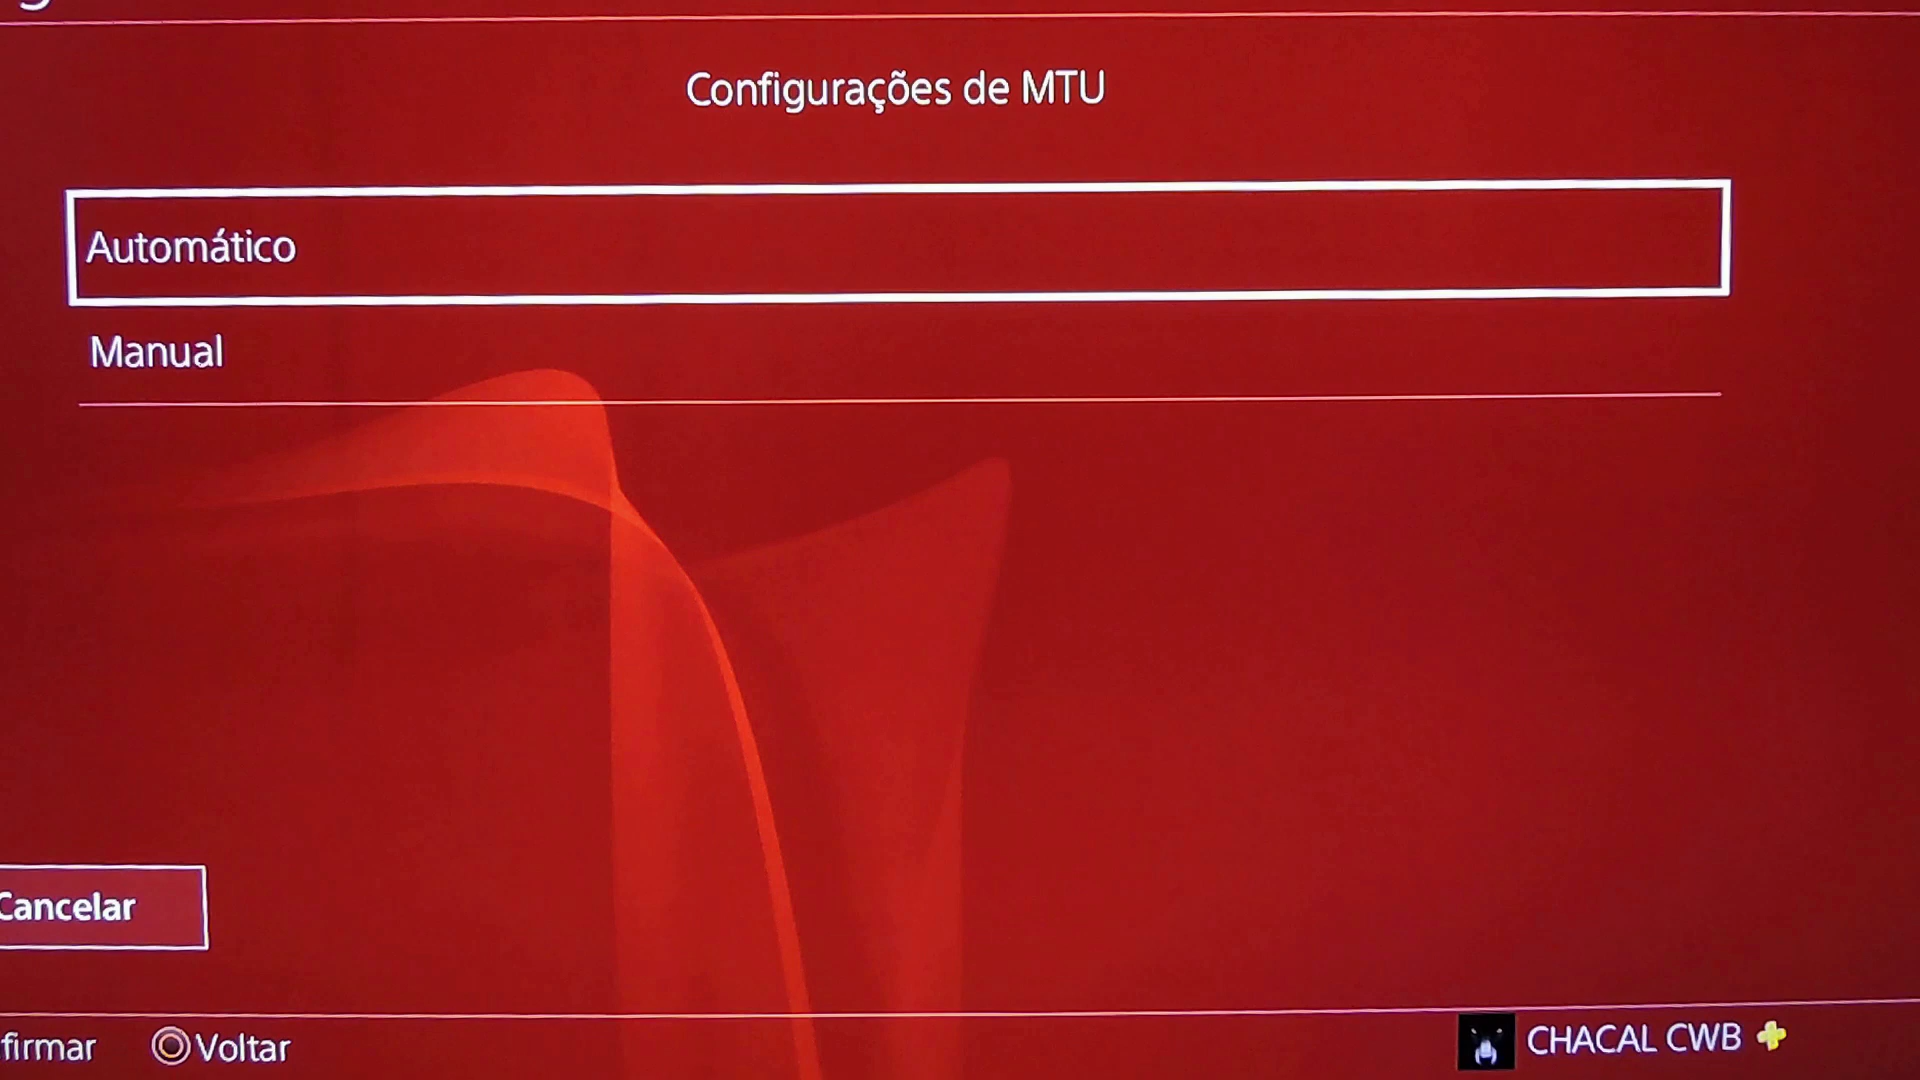 Configurações de MTU
Automático
Manual
Cancelar
firmar Voltar CHACAL CWB